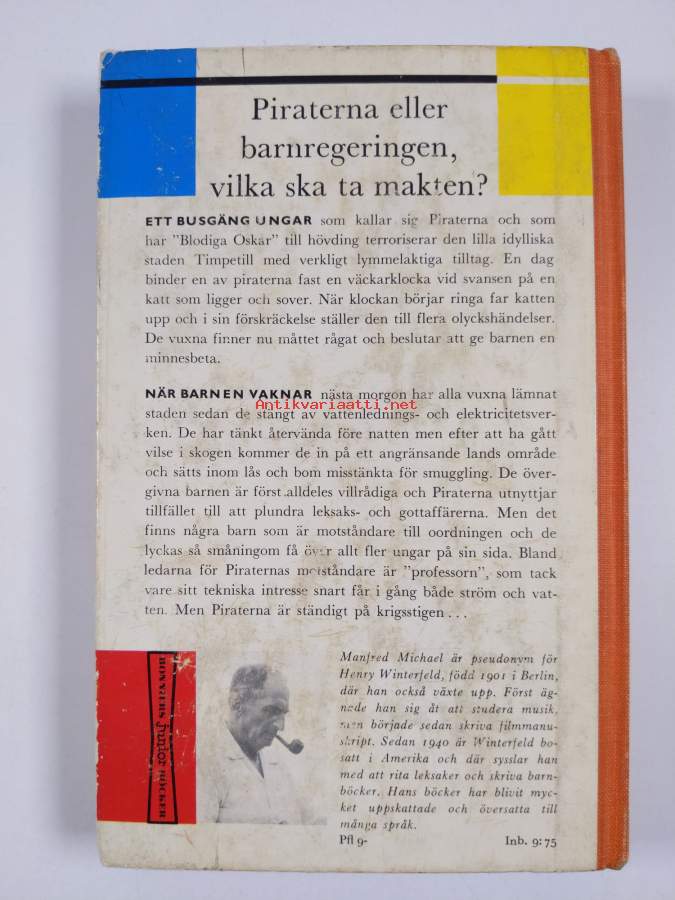 Piraterna eller
barnregeringen,
vilka ska ta makten?
ETT BUSGÄNG UNGAR som kallar sig Piraterna och som
har "Blodiga Oskar" till hövding terroriserar den lilla idylliska
staden Timpetill med verkligt lymmelaktiga tilltag. En dag
binder en av piraterna fast en väckarklocka vid svansen på en
katt som ligger och sover. När klockan börjar ringa far katten
upp och i sin förskräckelse ställer den till flera olyckshändelser.
De vuxna finner nu måttet rågat och beslutar att ge barnen en
minnesbeta.
NÄR BARNEN VAKNAR nästa morgon har alla vuxna lämnat
Antikvariaatti.net
staden sedan de stängt av vattenlednings- och elektricitetsver-
ken. De har tänkt återvända före natten men efter att ha gått
vilse i skogen kommer de in på ett angränsande lands område
och sätts inom lås och bom misstänkta för smuggling. De över-
givna barnen är först alldeles villrådiga och Piraterna utnyttjar
tillfället till att plundra leksaks- och gottaffärerna. Men det
finns några barn som är motståndare till oordningen och de
lyckas så småningom få över allt fler ungar på sin sida. Bland
ledarna för Piraternas motståndare är "professorn", som tack
vare sitt tekniska intresse snart får i gång både ström och vat-
ten. Men Piraterna är ständigt på krigsstigen . . .
BONNIERS Junior BÖCKER
Manfred Michael är pseudonym för
Henry Winterfeld, född 1901 i Berlin,
där han också växte upp. Först äg-
nade han sig åt att studera musik,
men började sedan skriva filmmanu-
skript. Sedan 1940 är Winterfeld bo-
satt i Amerika och där sysslar han
med att rita leksaker och skriva barn-
böcker. Hans böcker har blivit myc-
ket uppskattade och översatta till
många språk.
Pfl 9- Inb. 9:75